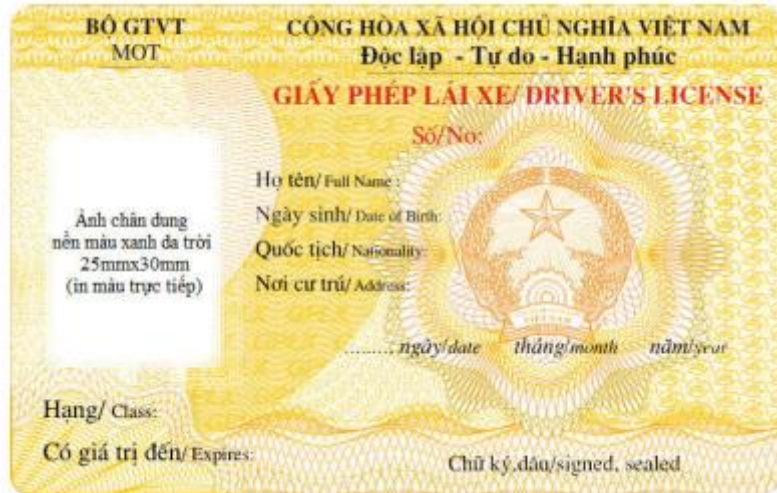 BỘ GTVT
MOT
CỘNG HÒA XÃ HỘI CHỦ NGHĨA VIỆT NAM
Độc lập - Tự do - Hạnh phúc
GIẤY PHÉP LÁI XE/ DRIVER'S LICENSE
Số/No:
Ảnh chân dung
nền màu xanh da trời
25mmx30mm
(in màu trực tiếp)
Họ tên/ Full Name :
Ngày sinh/ Date of Birth:
Quốc tịch/ Nationality:
Nơi cư trú/ Address:
........, ngày/date tháng/month năm/year
Hạng/ Class:
Có giá trị đến/ Expires:
Chữ ký,dấu/signed, sealed